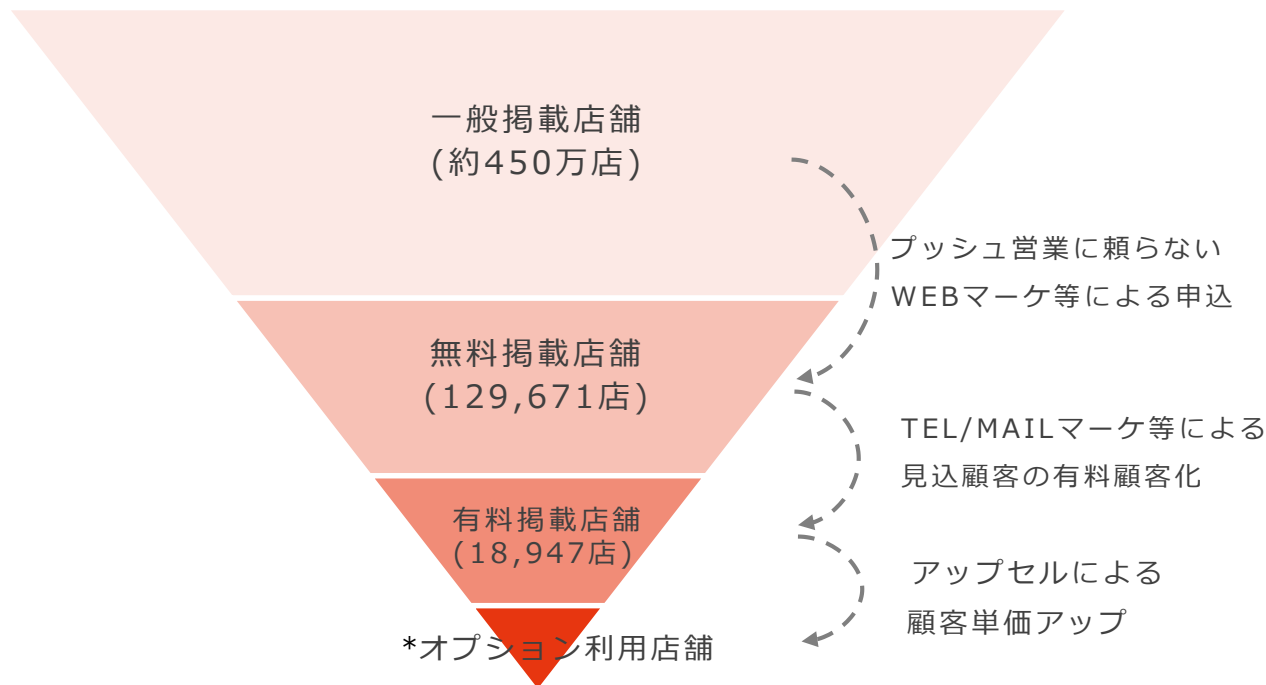 一般掲載店舗
(約450万店)
プッシュ営業に頼らない
WEBマーケ等による申込
無料掲載店舗
(129,671店)
TEL/MAILマーケ等による
見込顧客の有料顧客化
有料掲載店舗
(18,947店)
アップセルによる
顧客単価アップ
*オプション利用店舗